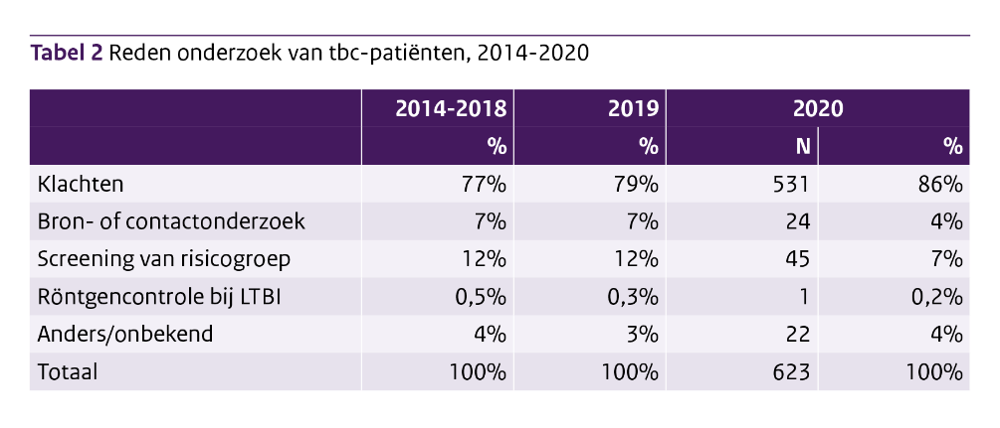 Tabel 2 Reden onderzoek van tbc-patiënten, 2014-2020
2014-2018 2019 2020
% % N %
Klachten 77% 79% 531 86%
Bron- of contactonderzoek 7% 7% 24 4%
Screening van risicogroep 12% 12% 45 7%
Röntgencontrole bij LTBI 0,5% 0,3% 1 0,2%
Anders/onbekend 4% 3% 22 4%
Totaal 100% 100% 623 100%